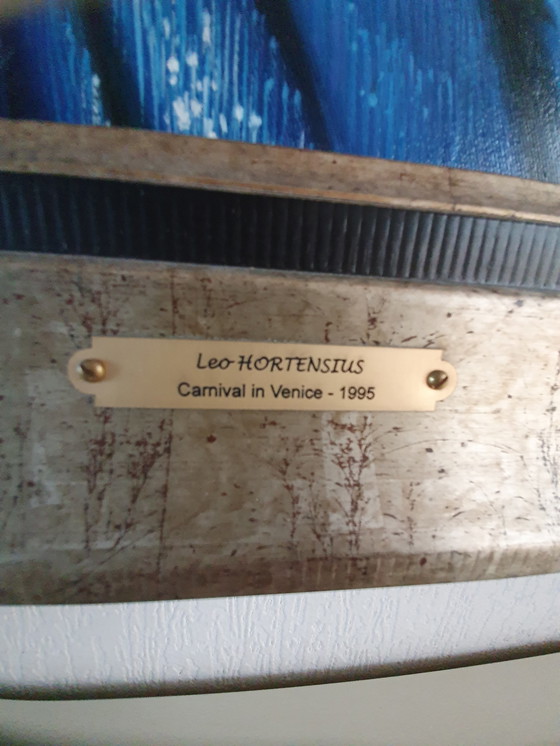 Leo HORTENSIUS
Carnival in Venice - 1995